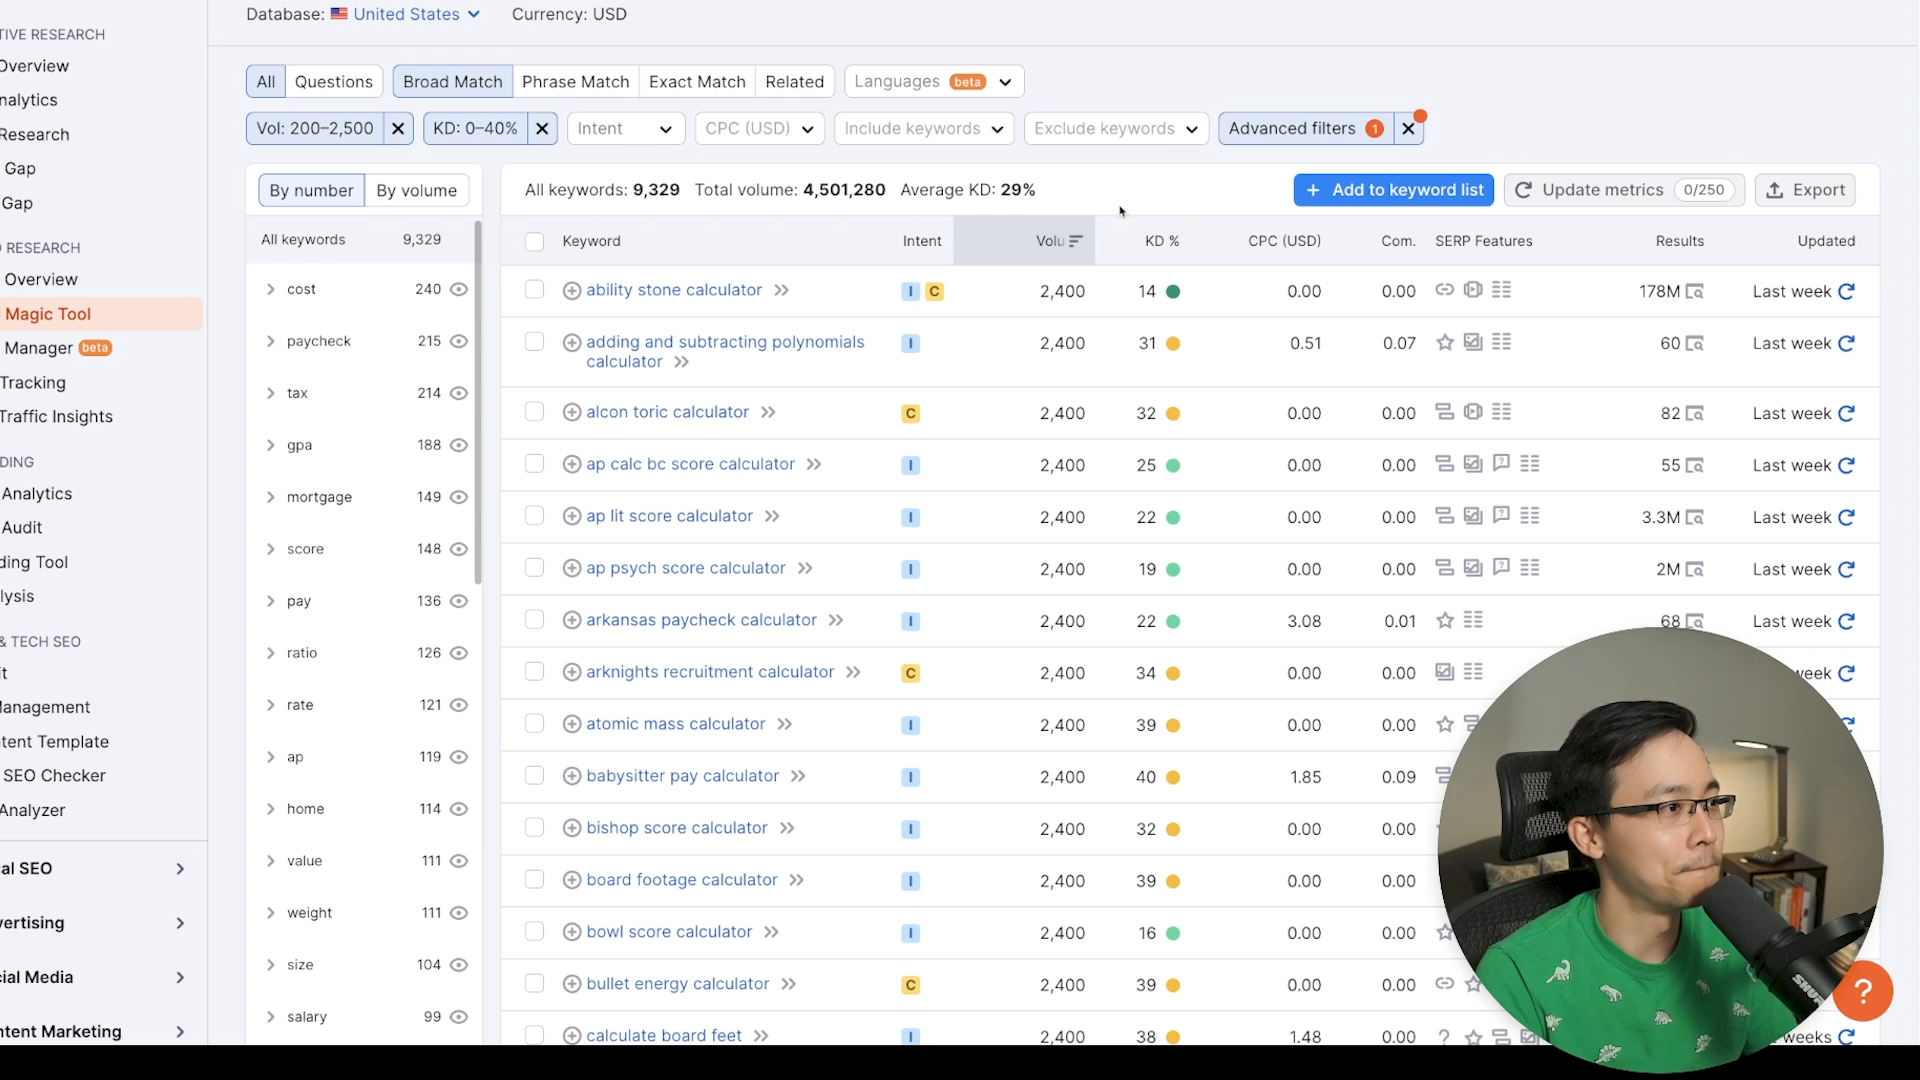 Database: United States Currency: USD
TIVE RESEARCH
Overview
nalytics
Research
Gap
Gap
RESEARCH
Overview
Magic Tool
Manager beta
Tracking
Traffic Insights
DING
Analytics
Audit
ding Tool
lysis
& TECH SEO
it
Management
tent Template
SEO Checker
Analyzer
al SEO
vertising
cial Media
ntent Marketing
All Questions Broad Match Phrase Match Exact Match Related Languages beta
Vol: 200–2,500 KD: 0–40% Intent CPC (USD) Include keywords Exclude keywords Advanced filters 1
By number By volume
All keywords 9,329
cost 240
paycheck 215
tax 214
gpa 188
mortgage 149
score 148
pay 136
ratio 126
rate 121
ap 119
home 114
value 111
weight 111
size 104
salary 99
All keywords: 9,329 Total volume: 4,501,280 Average KD: 29% + Add to keyword list Update metrics 0/250 Export
Keyword Intent Volu KD % CPC (USD) Com. SERP Features Results Updated
ability stone calculator I C 2,400 14 0.00 0.00 178M Last week
adding and subtracting polynomials
calculator I 2,400 31 0.51 0.07 60 Last week
alcon toric calculator C 2,400 32 0.00 0.00 82 Last week
ap calc bc score calculator I 2,400 25 0.00 0.00 55 Last week
ap lit score calculator I 2,400 22 0.00 0.00 3.3M Last week
ap psych score calculator I 2,400 19 0.00 0.00 2M Last week
arkansas paycheck calculator I 2,400 22 3.08 0.01 68 Last week
arknights recruitment calculator C 2,400 34 0.00 0.00 week
atomic mass calculator I 2,400 39 0.00 0.00
babysitter pay calculator I 2,400 40 1.85 0.09
bishop score calculator I 2,400 32 0.00 0.00
board footage calculator I 2,400 39 0.00 0.00
bowl score calculator I 2,400 16 0.00 0.00
bullet energy calculator C 2,400 39 0.00 0.00
calculate board feet I 2,400 38 1.48 0.00 weeks
SHURE
?